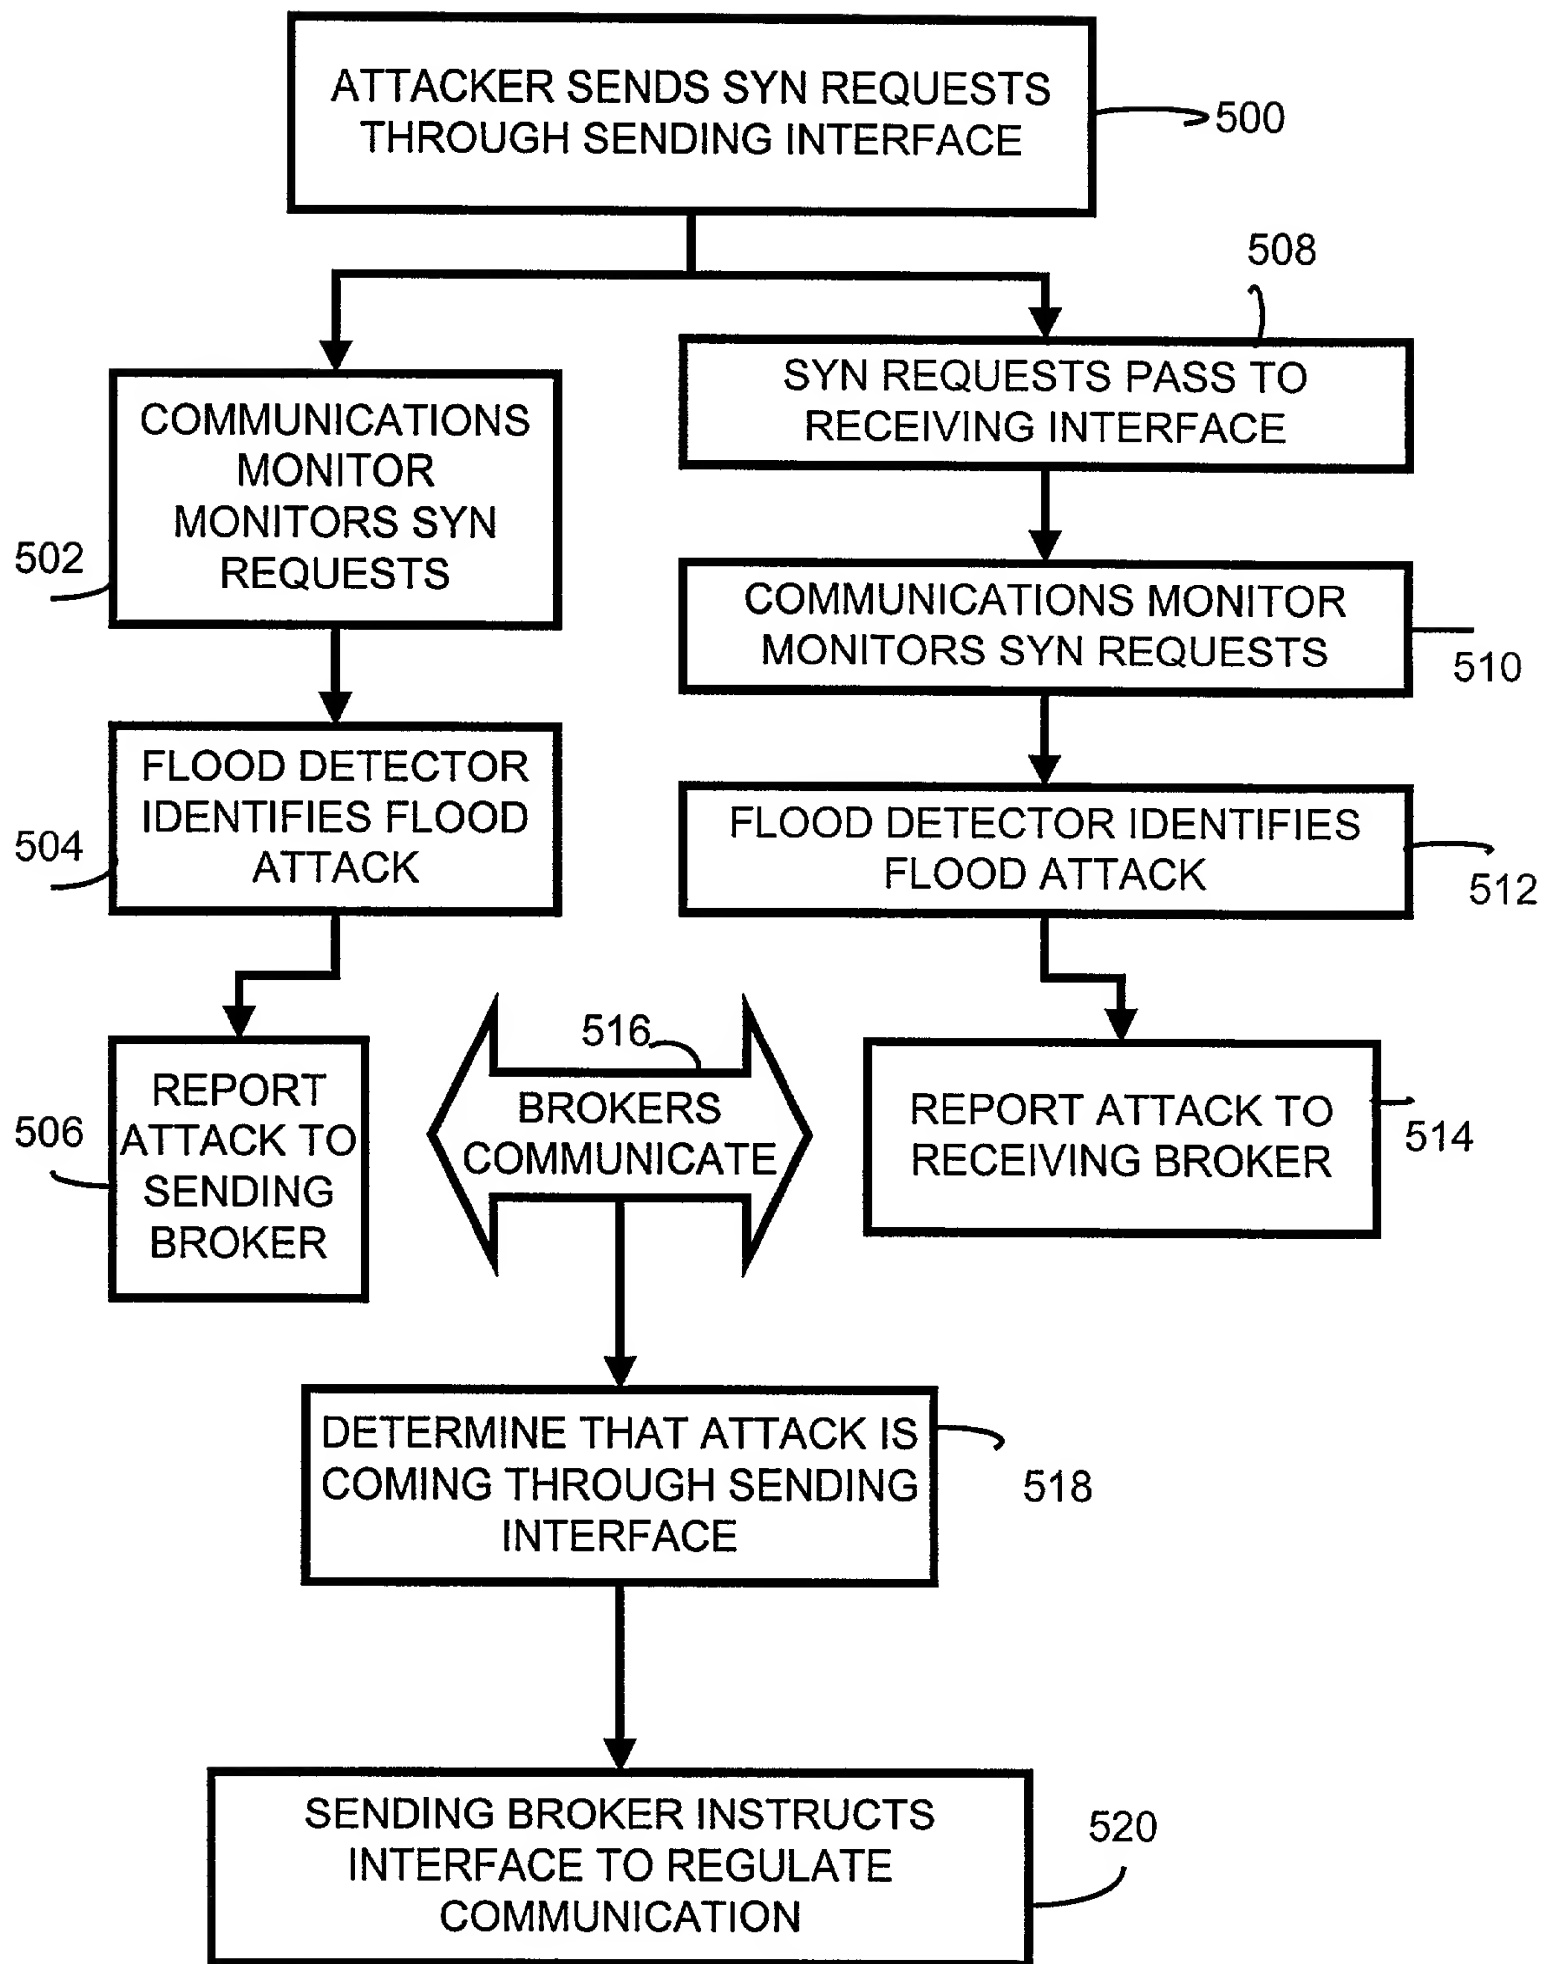 ATTACKER SENDS SYN REQUESTS
THROUGH SENDING INTERFACE
500
508
SYN REQUESTS PASS TO
RECEIVING INTERFACE
COMMUNICATIONS
MONITOR
MONITORS SYN
REQUESTS
502
COMMUNICATIONS MONITOR
MONITORS SYN REQUESTS
510
FLOOD DETECTOR
IDENTIFIES FLOOD
ATTACK
504
FLOOD DETECTOR IDENTIFIES
FLOOD ATTACK
512
REPORT
ATTACK TO
SENDING
BROKER
506
516
BROKERS
COMMUNICATE
REPORT ATTACK TO
RECEIVING BROKER
514
DETERMINE THAT ATTACK IS
COMING THROUGH SENDING
INTERFACE
518
SENDING BROKER INSTRUCTS
INTERFACE TO REGULATE
COMMUNICATION
520